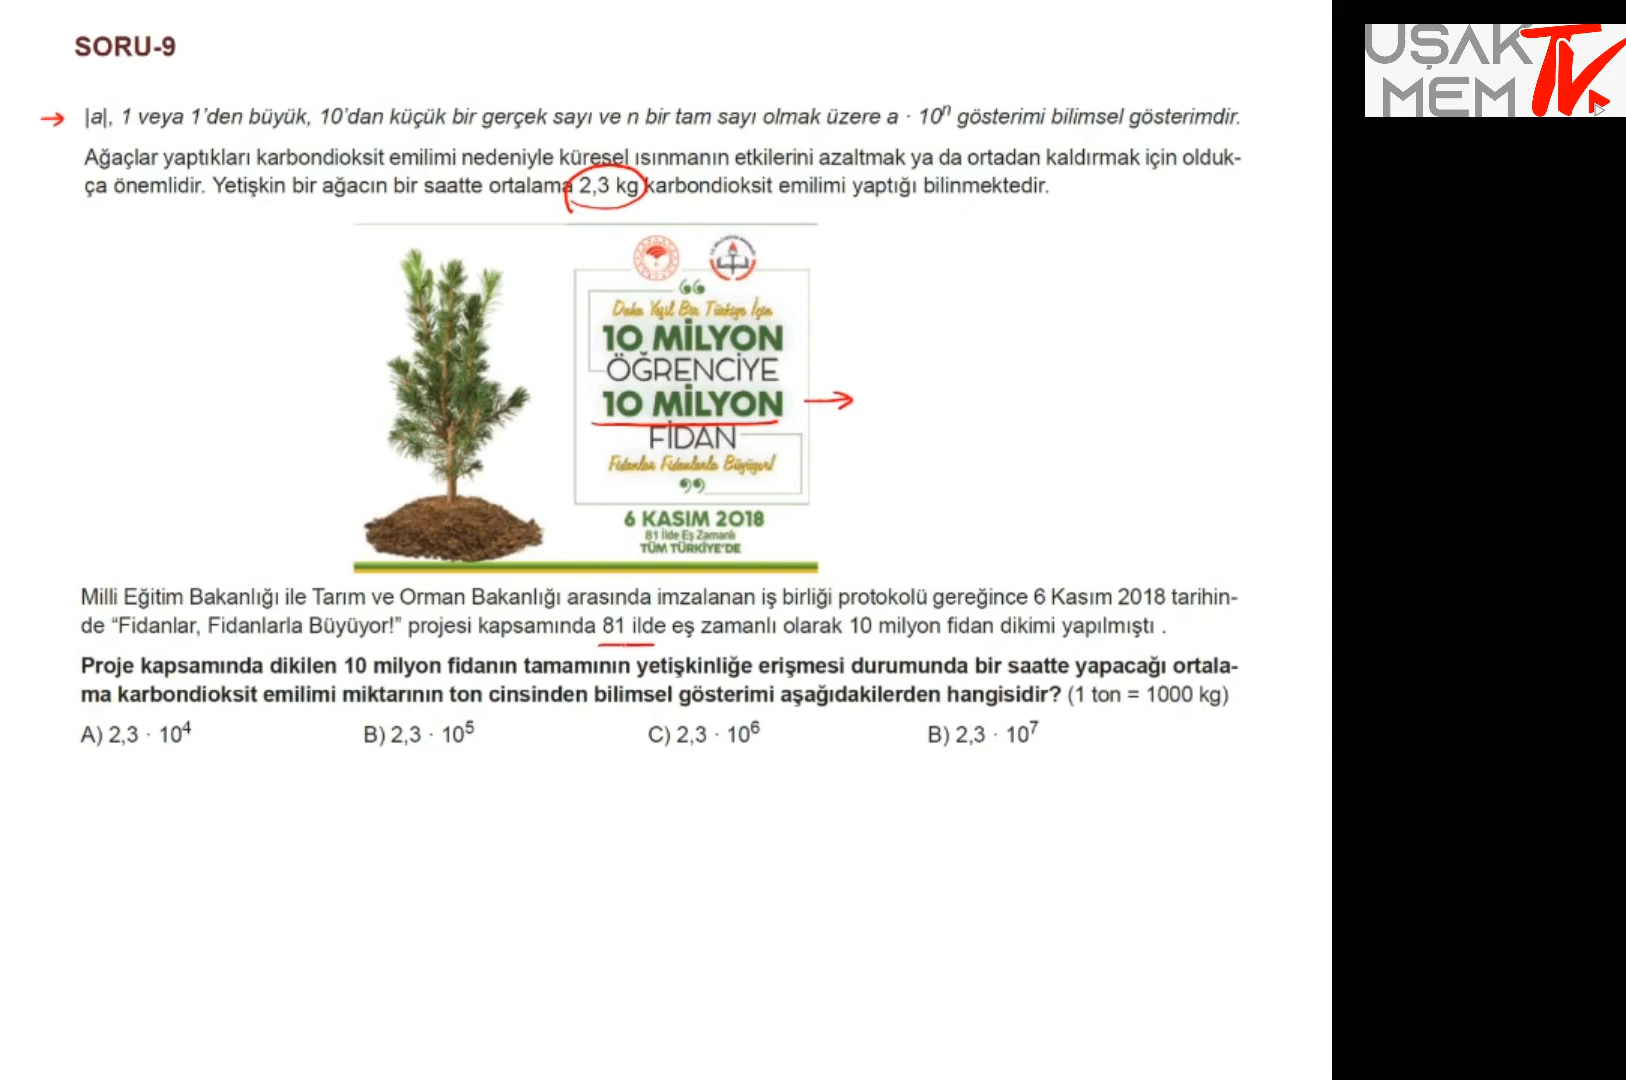 SORU-9
UŞAK TV
MEM
|a|, 1 veya 1’den büyük, 10’dan küçük bir gerçek sayı ve n bir tam sayı olmak üzere a · 10ⁿ gösterimi bilimsel gösterimdir.
Ağaçlar yaptıkları karbondioksit emilimi nedeniyle küresel ısınmanın etkilerini azaltmak ya da ortadan kaldırmak için olduk-
ça önemlidir. Yetişkin bir ağacın bir saatte ortalama 2,3 kg karbondioksit emilimi yaptığı bilinmektedir.
Daha Yeşil Bir Türkiye İçin
10 MİLYON
ÖĞRENCİYE
10 MİLYON
FİDAN
Fidanlar Fidanlarla Büyüyor!
6 KASIM 2018
81 İlde Eş Zamanlı
TÜM TÜRKİYE'DE
Milli Eğitim Bakanlığı ile Tarım ve Orman Bakanlığı arasında imzalanan iş birliği protokolü gereğince 6 Kasım 2018 tarihin-
de “Fidanlar, Fidanlarla Büyüyor!” projesi kapsamında 81 ilde eş zamanlı olarak 10 milyon fidan dikimi yapılmıştı .
Proje kapsamında dikilen 10 milyon fidanın tamamının yetişkinliğe erişmesi durumunda bir saatte yapacağı ortala-
ma karbondioksit emilimi miktarının ton cinsinden bilimsel gösterimi aşağıdakilerden hangisidir? (1 ton = 1000 kg)
A) 2,3 · 10⁴ B) 2,3 · 10⁵ C) 2,3 · 10⁶ B) 2,3 · 10⁷